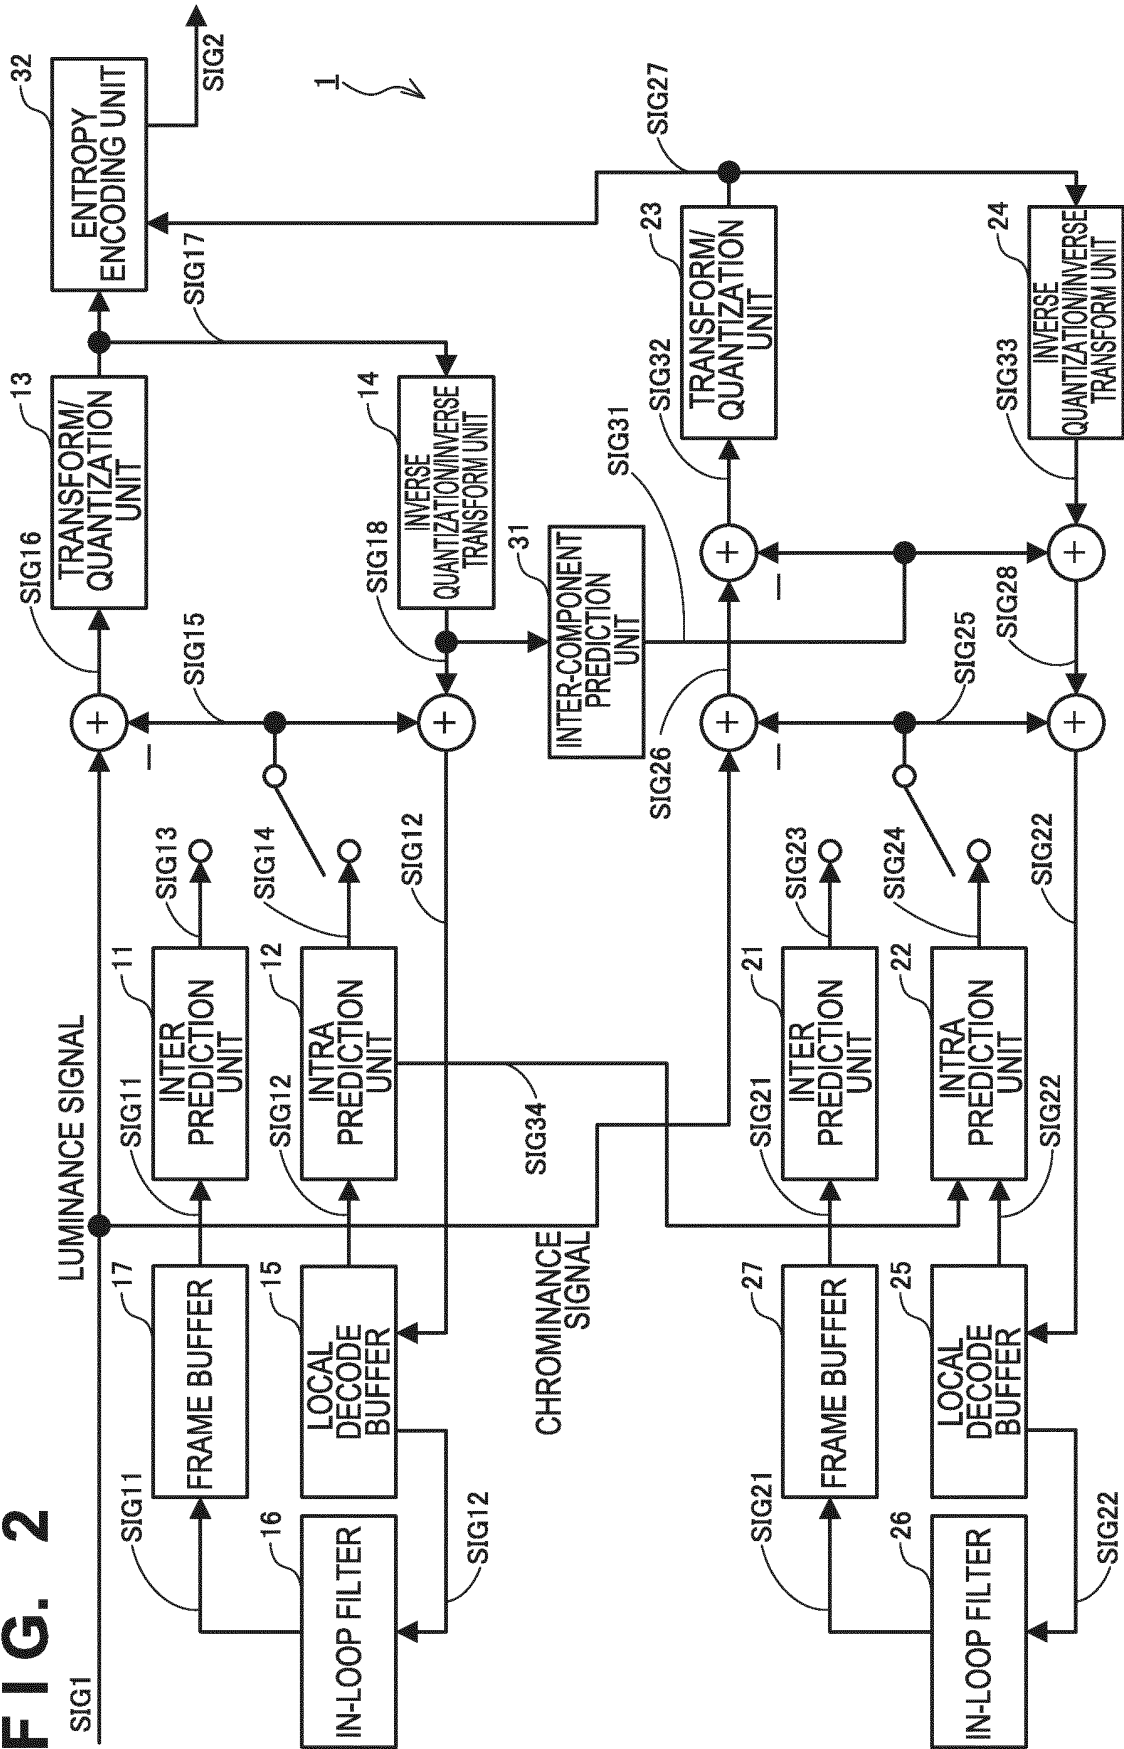 FIG. 2
SIG1
LUMINANCE SIGNAL
SIG16
13
TRANSFORM/
QUANTIZATION
UNIT
32
ENTROPY
ENCODING UNIT
SIG2
1
SIG11
17
FRAME BUFFER
SIG11
11
INTER
PREDICTION
UNIT
SIG13
−
SIG15
SIG17
16
IN-LOOP FILTER
15
LOCAL
DECODE
BUFFER
SIG12
12
INTRA
PREDICTION
UNIT
SIG14
SIG18
14
INVERSE
QUANTIZATION/INVERSE
TRANSFORM UNIT
SIG12
SIG12
SIG34
CHROMINANCE
SIGNAL
31
INTER-COMPONENT
PREDICTION
UNIT
SIG31
SIG26
SIG32
23
TRANSFORM/
QUANTIZATION
UNIT
SIG27
SIG21
27
FRAME BUFFER
SIG21
21
INTER
PREDICTION
UNIT
SIG23
−
−
SIG25
26
IN-LOOP FILTER
25
LOCAL
DECODE
BUFFER
SIG22
22
INTRA
PREDICTION
UNIT
SIG24
SIG28
SIG33
24
INVERSE
QUANTIZATION/INVERSE
TRANSFORM UNIT
SIG22
SIG22
+
+
+
+
+
+